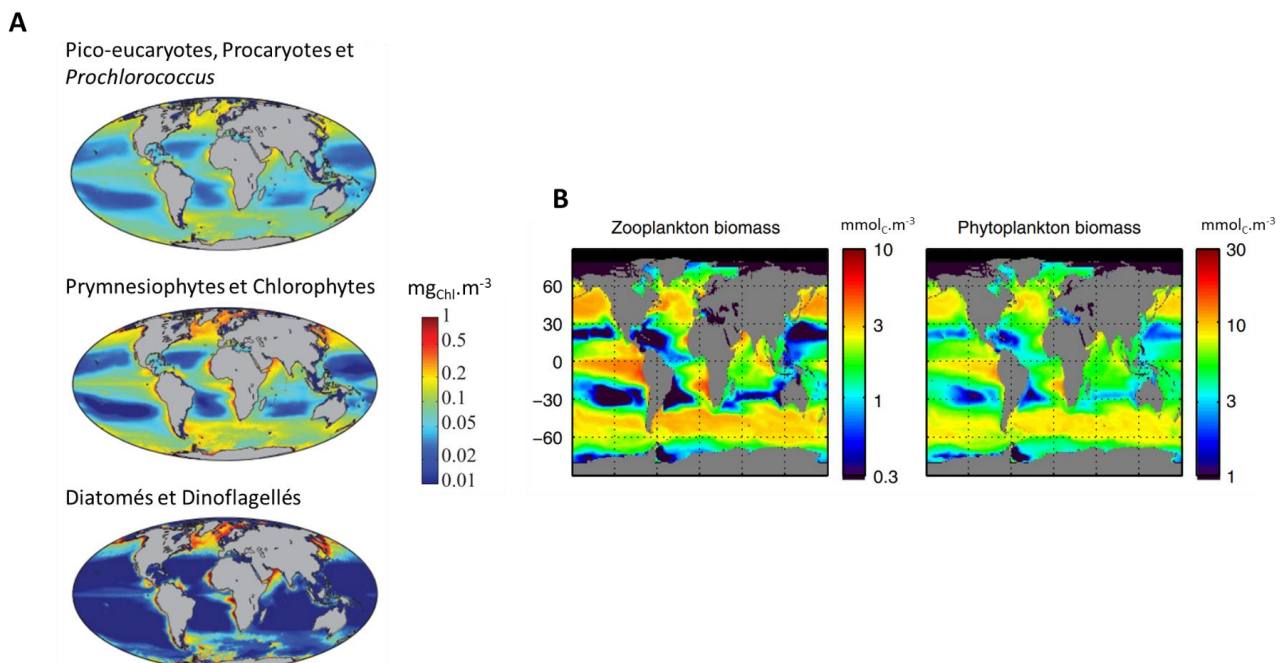 A
Pico-eucaryotes, Procaryotes et
Prochlorococcus
Prymnesiophytes et Chlorophytes
mgChl.m-3
1
0.5
0.2
0.1
0.05
0.02
0.01
Diatomés et Dinoflagellés
B
Zooplankton biomass
mmolC.m-3
60
30
0
−30
−60
10
3
1
0.3
Phytoplankton biomass
mmolC.m-3
30
10
3
1